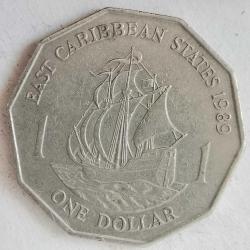 EAST CARIBBEAN STATES 1989
1 1
ONE DOLLAR